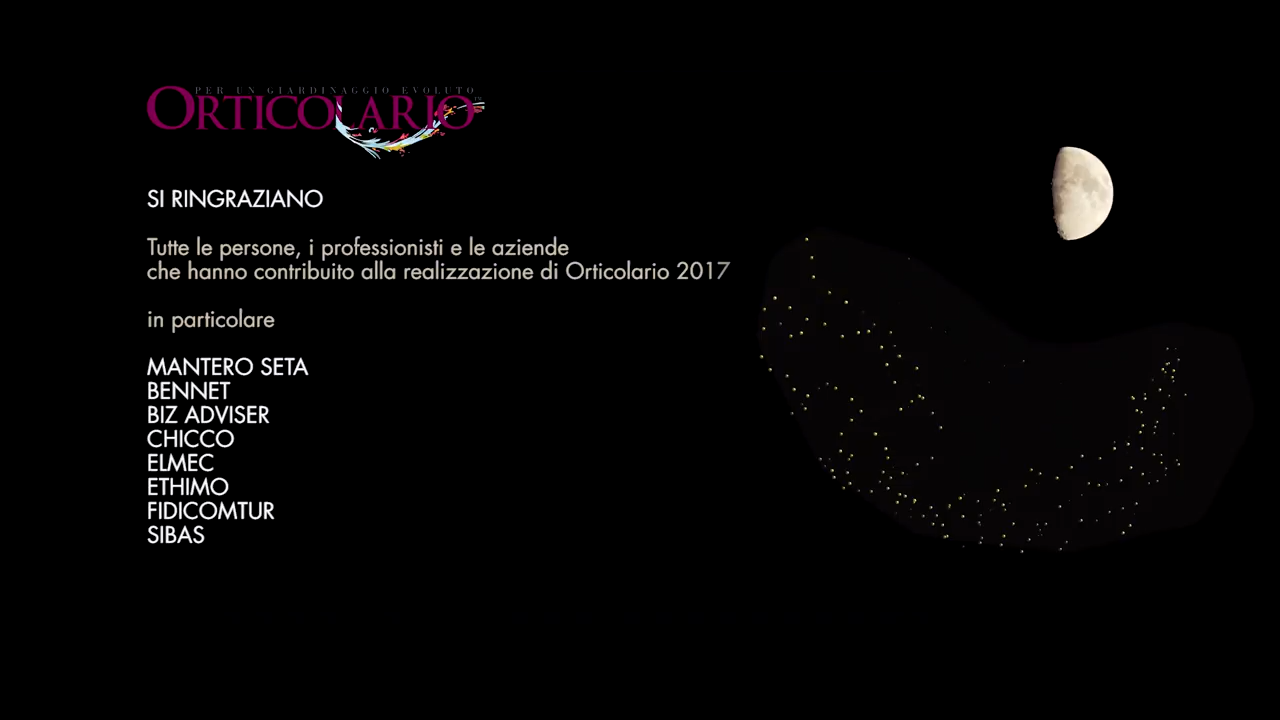 PER UN GIARDINAGGIO EVOLUTO
ORTICOLARIO
SI RINGRAZIANO
Tutte le persone, i professionisti e le aziende
che hanno contribuito alla realizzazione di Orticolario 2017
in particolare
MANTERO SETA
BENNET
BIZ ADVISER
CHICCO
ELMEC
ETHIMO
FIDICOMTUR
SIBAS